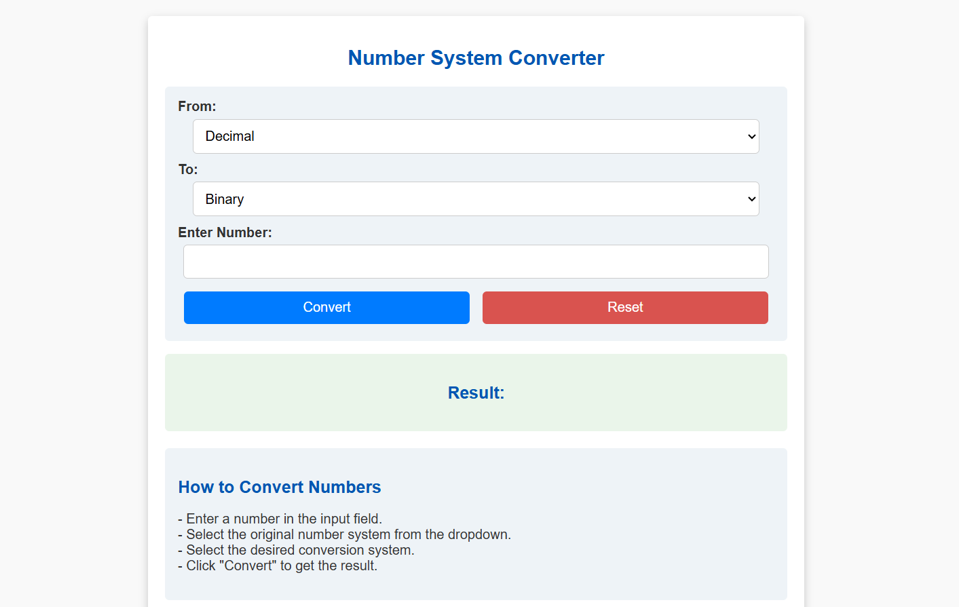 Number System Converter
From:
Decimal
To:
Binary
Enter Number:
Convert Reset
Result:
How to Convert Numbers
- Enter a number in the input field.
- Select the original number system from the dropdown.
- Select the desired conversion system.
- Click "Convert" to get the result.